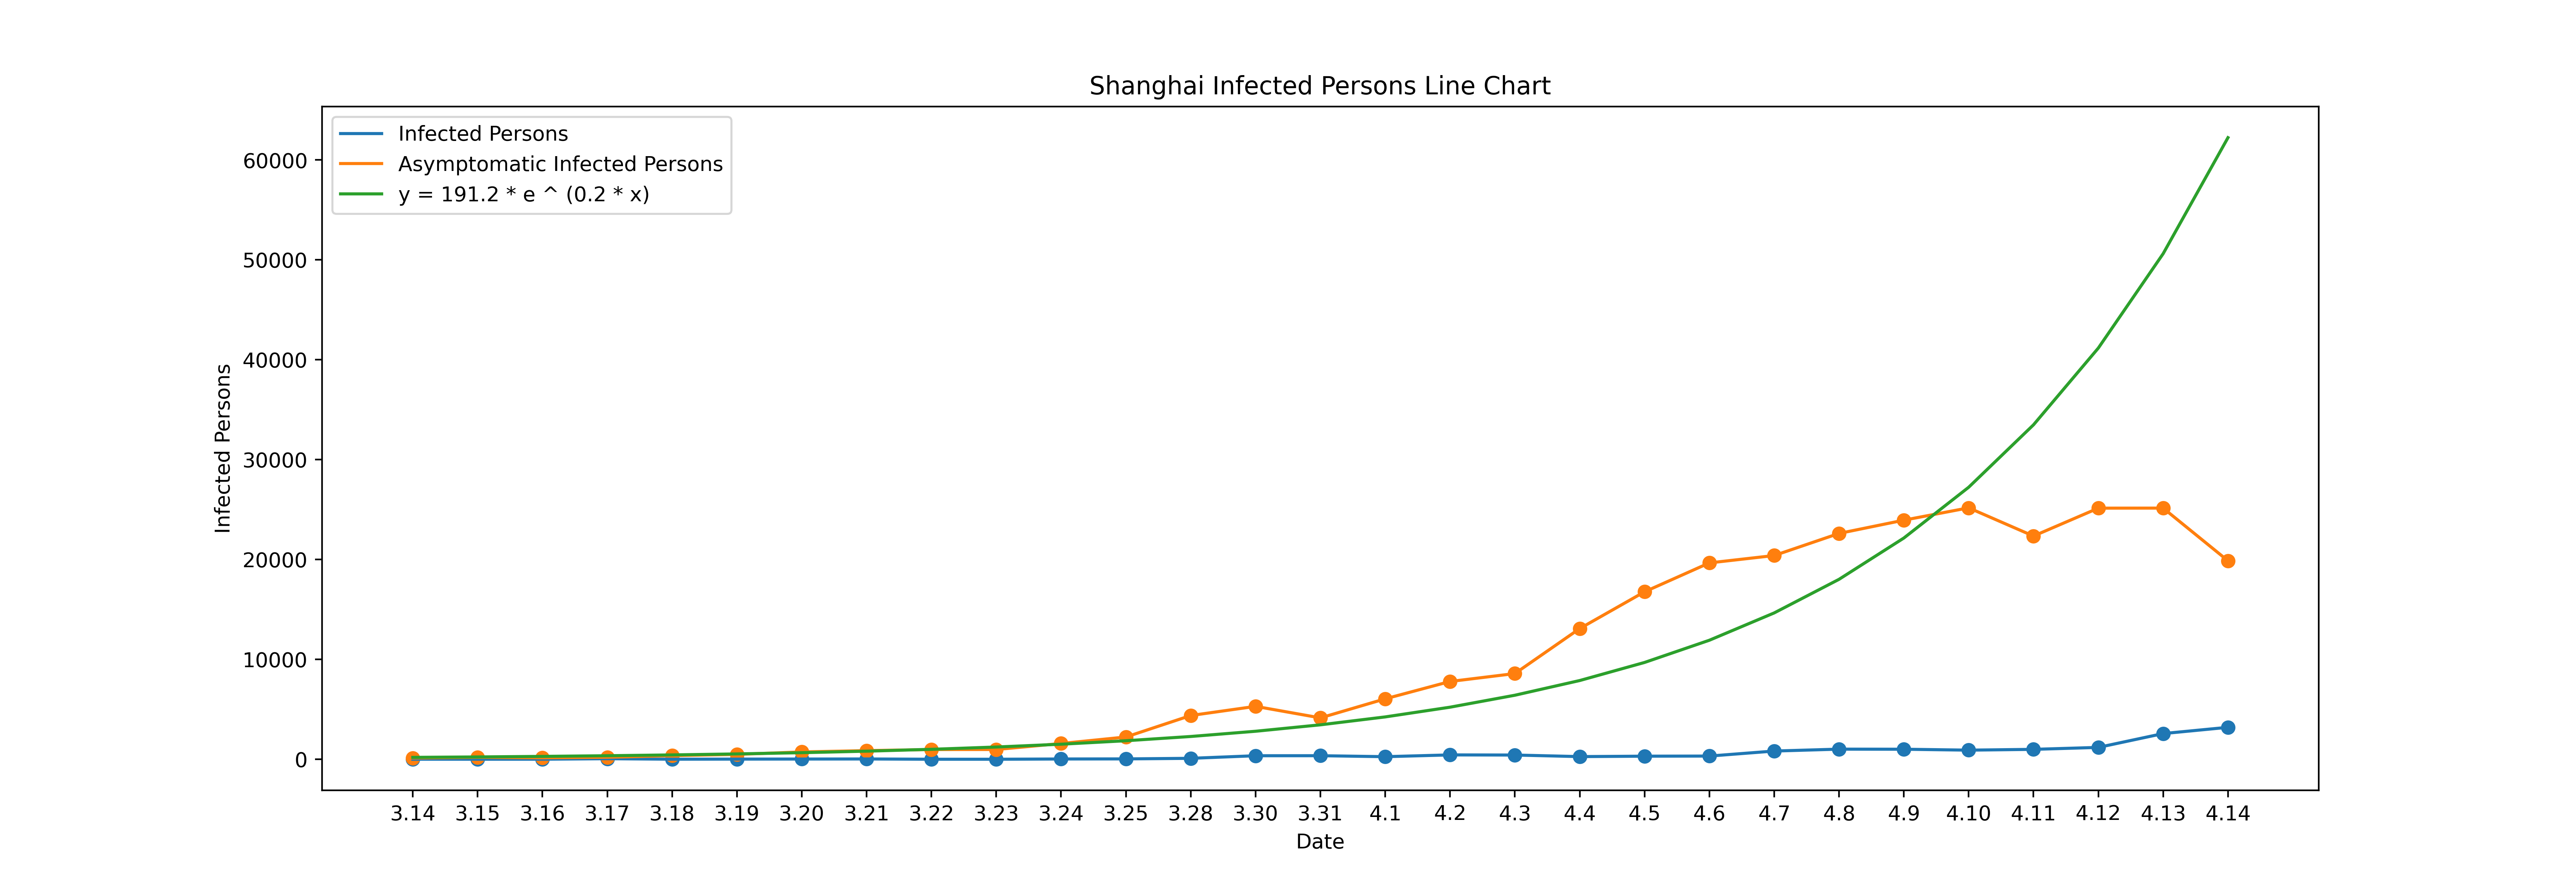 Shanghai Infected Persons Line Chart
Infected Persons
Asymptomatic Infected Persons
y = 191.2 * e ^ (0.2 * x)
Infected Persons
60000
50000
40000
30000
20000
10000
0
3.14 3.15 3.16 3.17 3.18 3.19 3.20 3.21 3.22 3.23 3.24 3.25 3.28 3.30 3.31 4.1 4.2 4.3 4.4 4.5 4.6 4.7 4.8 4.9 4.10 4.11 4.12 4.13 4.14
Date